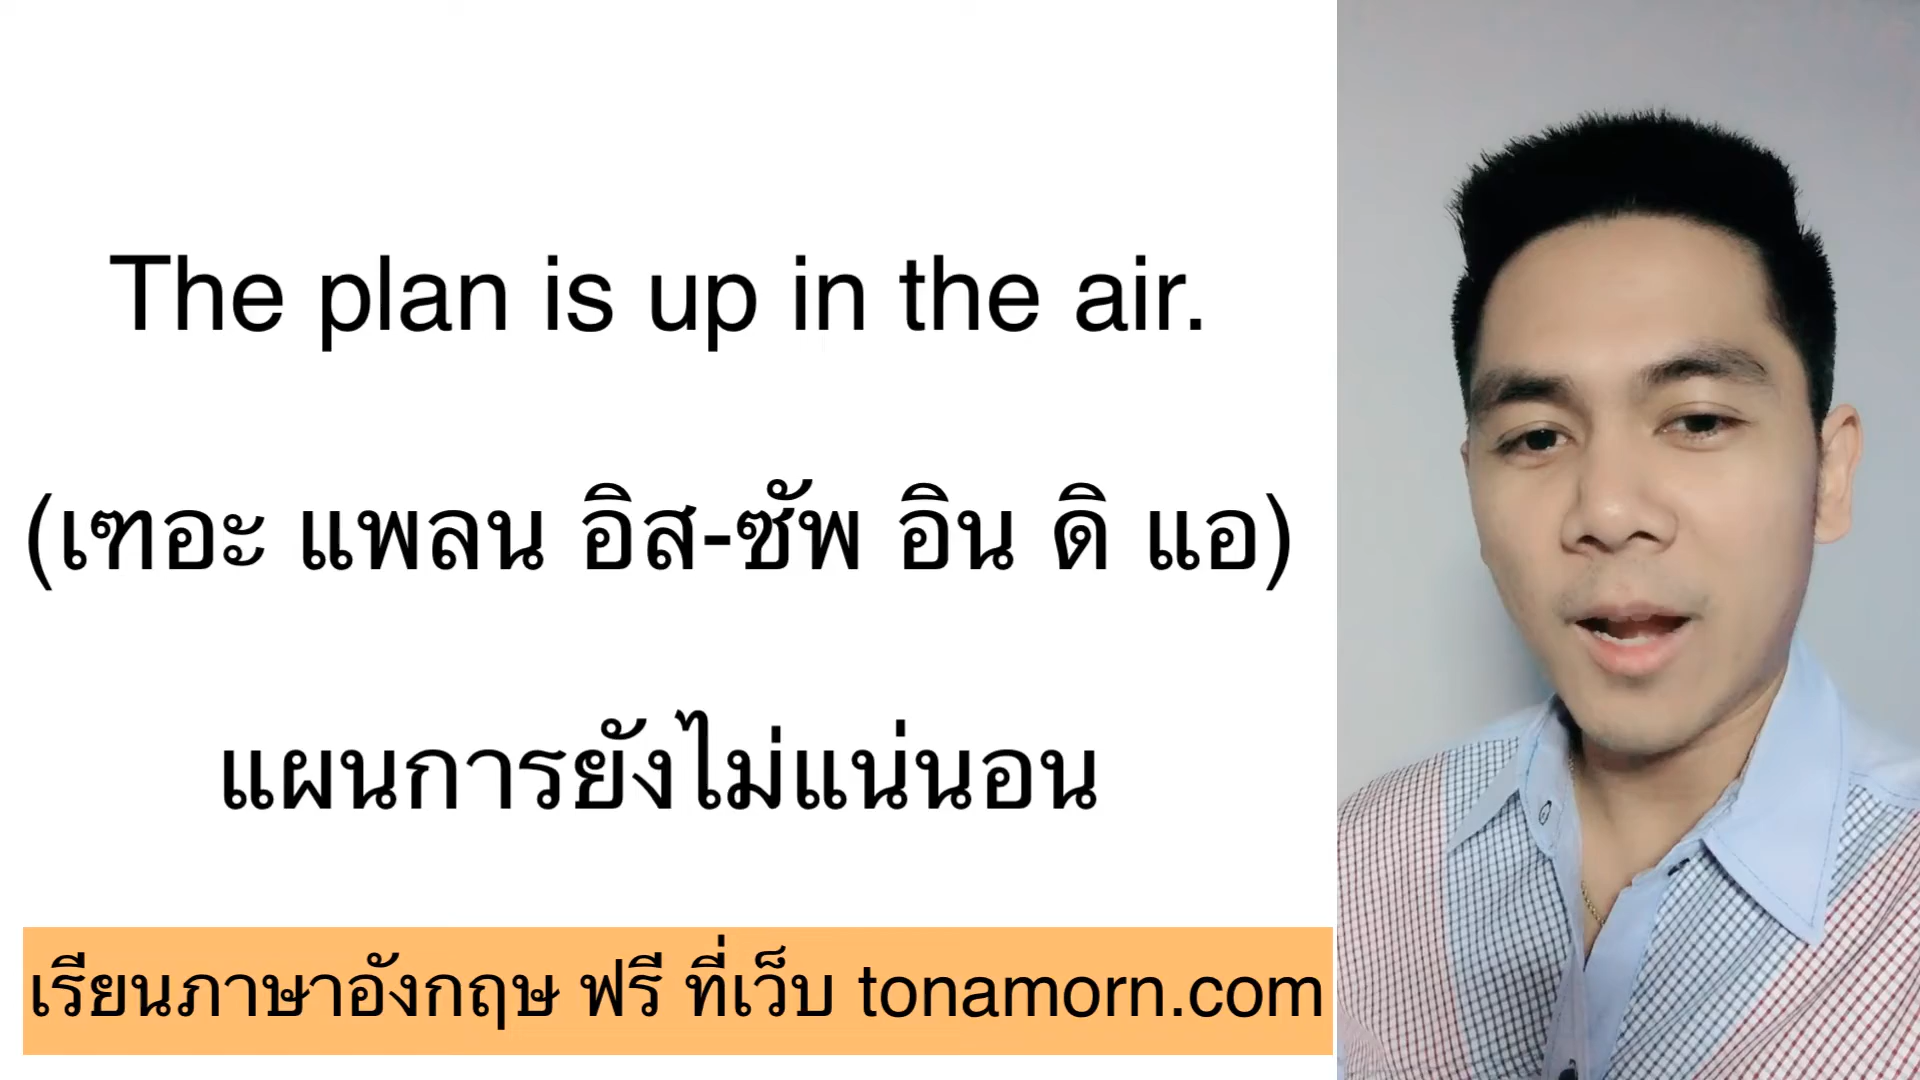 The plan is up in the air.
(เฑอะ แพลน อิส-ซัพ อิน ดิ แอ)
แผนการยังไม่แน่นอน
เรียนภาษาอังกฤษ ฟรี ที่เว็บ tonamorn.com